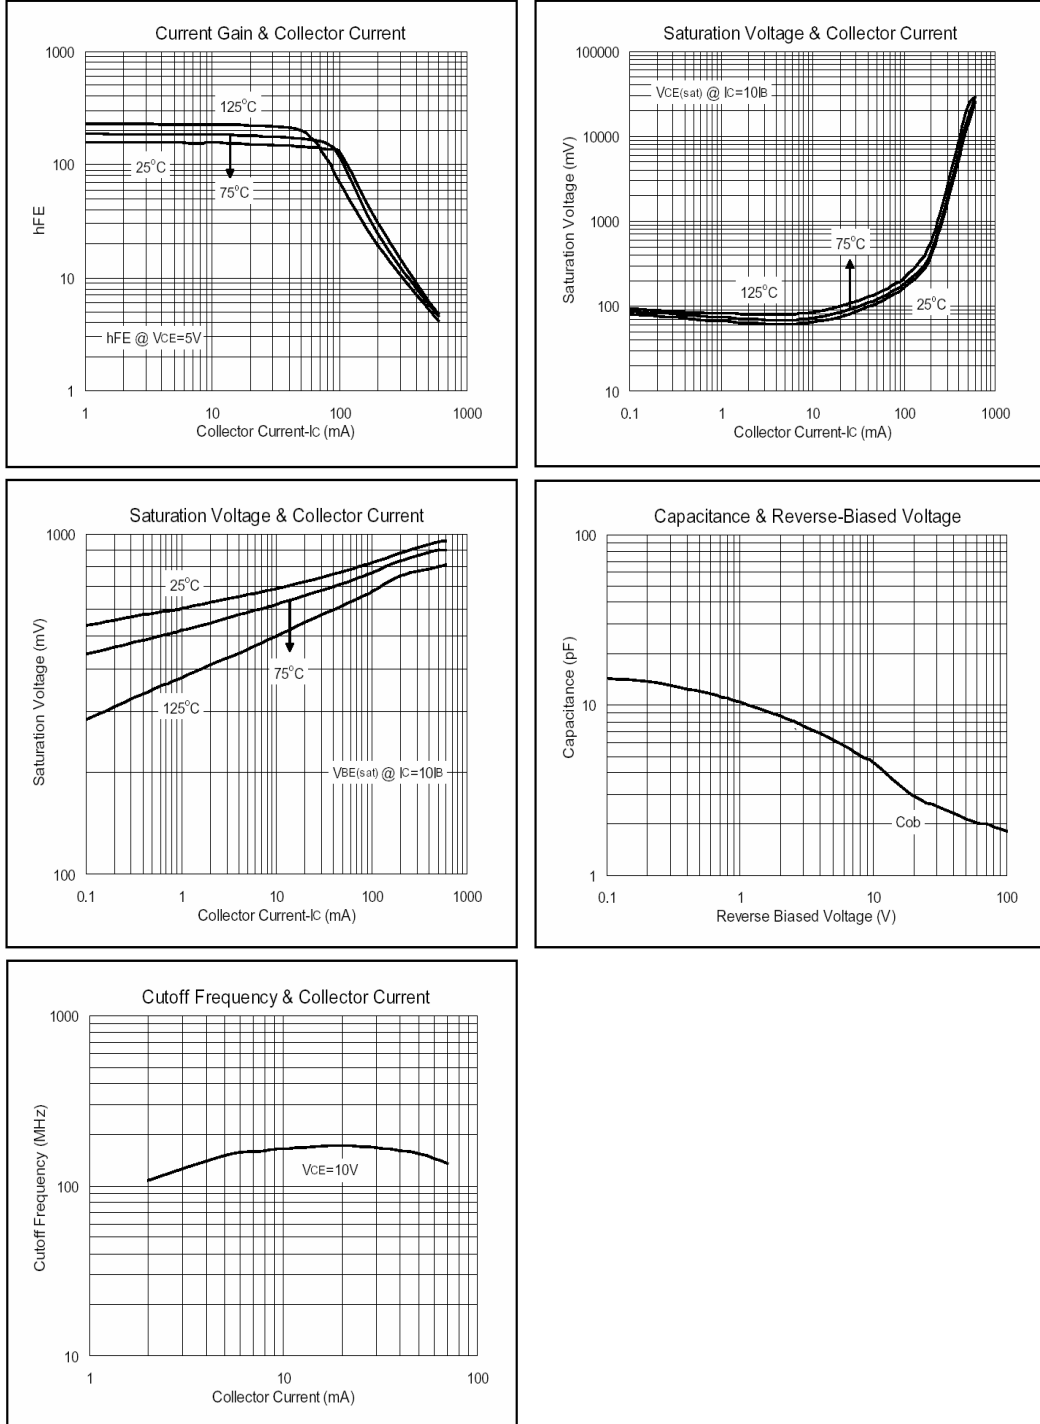 Current Gain & Collector Current
1000
125°C
100
25°C
75°C
hFE
10
hFE @ VCE=5V
1
1 10 100 1000
Collector Current-IC (mA)
Saturation Voltage & Collector Current
100000
VCE(sat) @ IC=10IB
10000
Saturation Voltage (mV)
1000
75°C
125°C
25°C
100
10
0.1 1 10 100 1000
Collector Current-IC (mA)
Saturation Voltage & Collector Current
1000
25°C
Saturation Voltage (mV)
75°C
125°C
VBE(sat) @ IC=10IB
100
0.1 1 10 100 1000
Collector Current-IC (mA)
Capacitance & Reverse-Biased Voltage
100
Capacitance (pF)
10
Cob
1
0.1 1 10 100
Reverse Biased Voltage (V)
Cutoff Frequency & Collector Current
1000
Cutoff Frequency (MHz)
VCE=10V
100
10
1 10 100
Collector Current (mA)